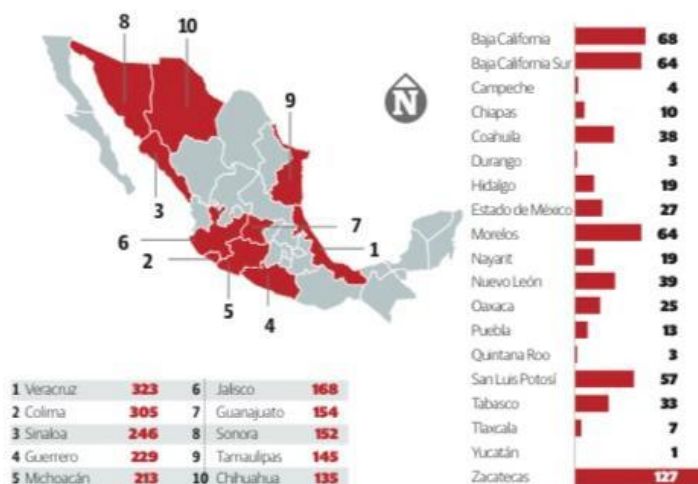 8
10
9
3
7
6
1
2
5
4
N
1 Veracruz 323 6 Jalisco 168
2 Colima 305 7 Guanajuato 154
3 Sinaloa 246 8 Sonora 152
4 Guerrero 229 9 Tamaulipas 145
5 Michoacán 213 10 Chihuahua 135
Baja California 68
Baja California Sur 64
Campeche 4
Chiapas 10
Coahuila 38
Durango 3
Hidalgo 19
Estado de México 27
Morelos 64
Nayarit 19
Nuevo León 39
Oaxaca 25
Puebla 13
Quintana Roo 3
San Luis Potosí 57
Tabasco 33
Tlaxcala 7
Yucatán 1
Zacatecas 127